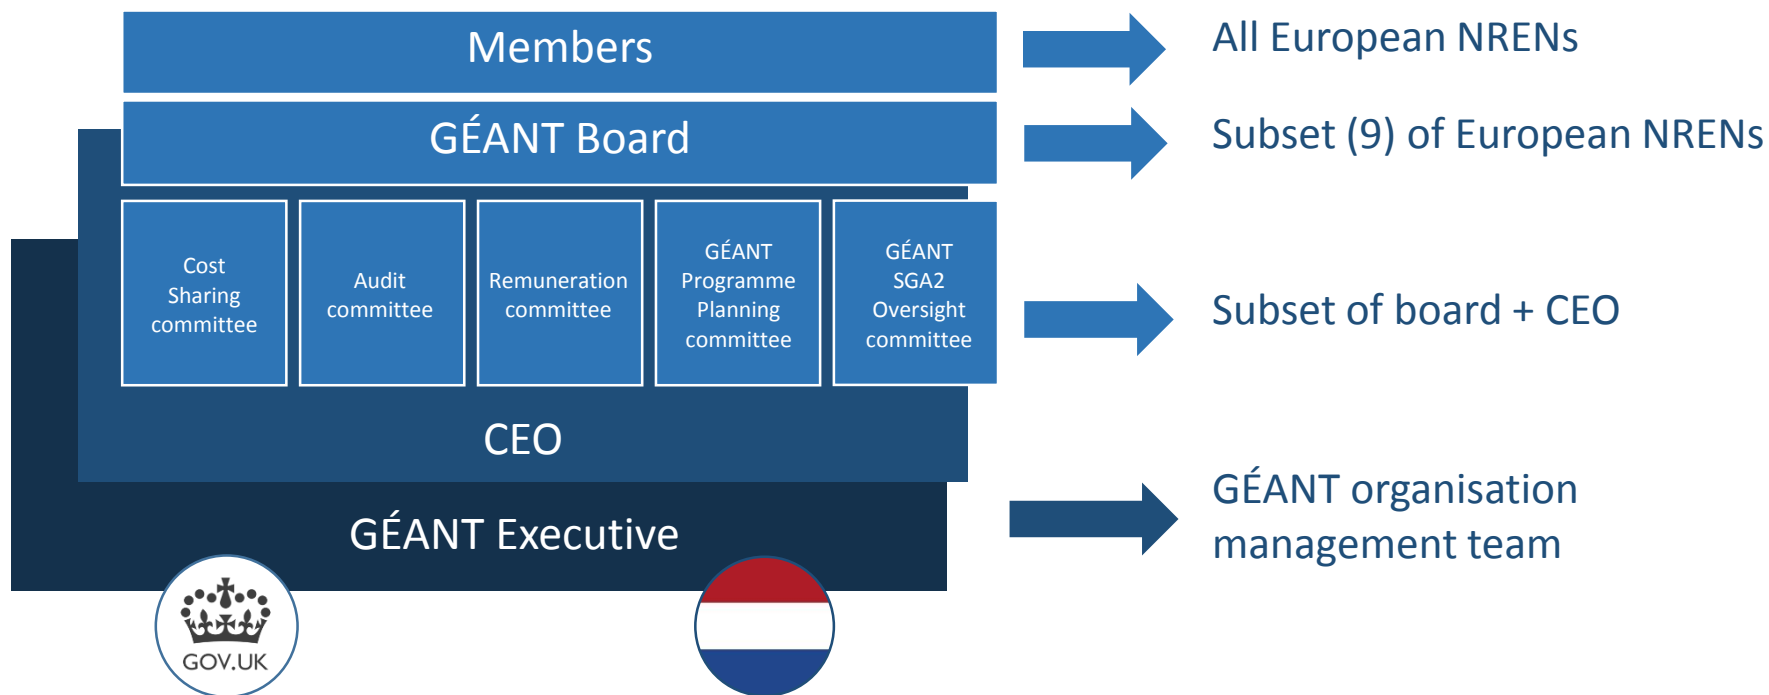 Members
All European NRENs
GÉANT Board
Subset (9) of European NRENs
Cost
Sharing
committee
Audit
committee
Remuneration
committee
GÉANT
Programme
Planning
committee
GÉANT
SGA2
Oversight
committee
Subset of board + CEO
CEO
GÉANT Executive
GÉANT organisation
management team
GOV.UK